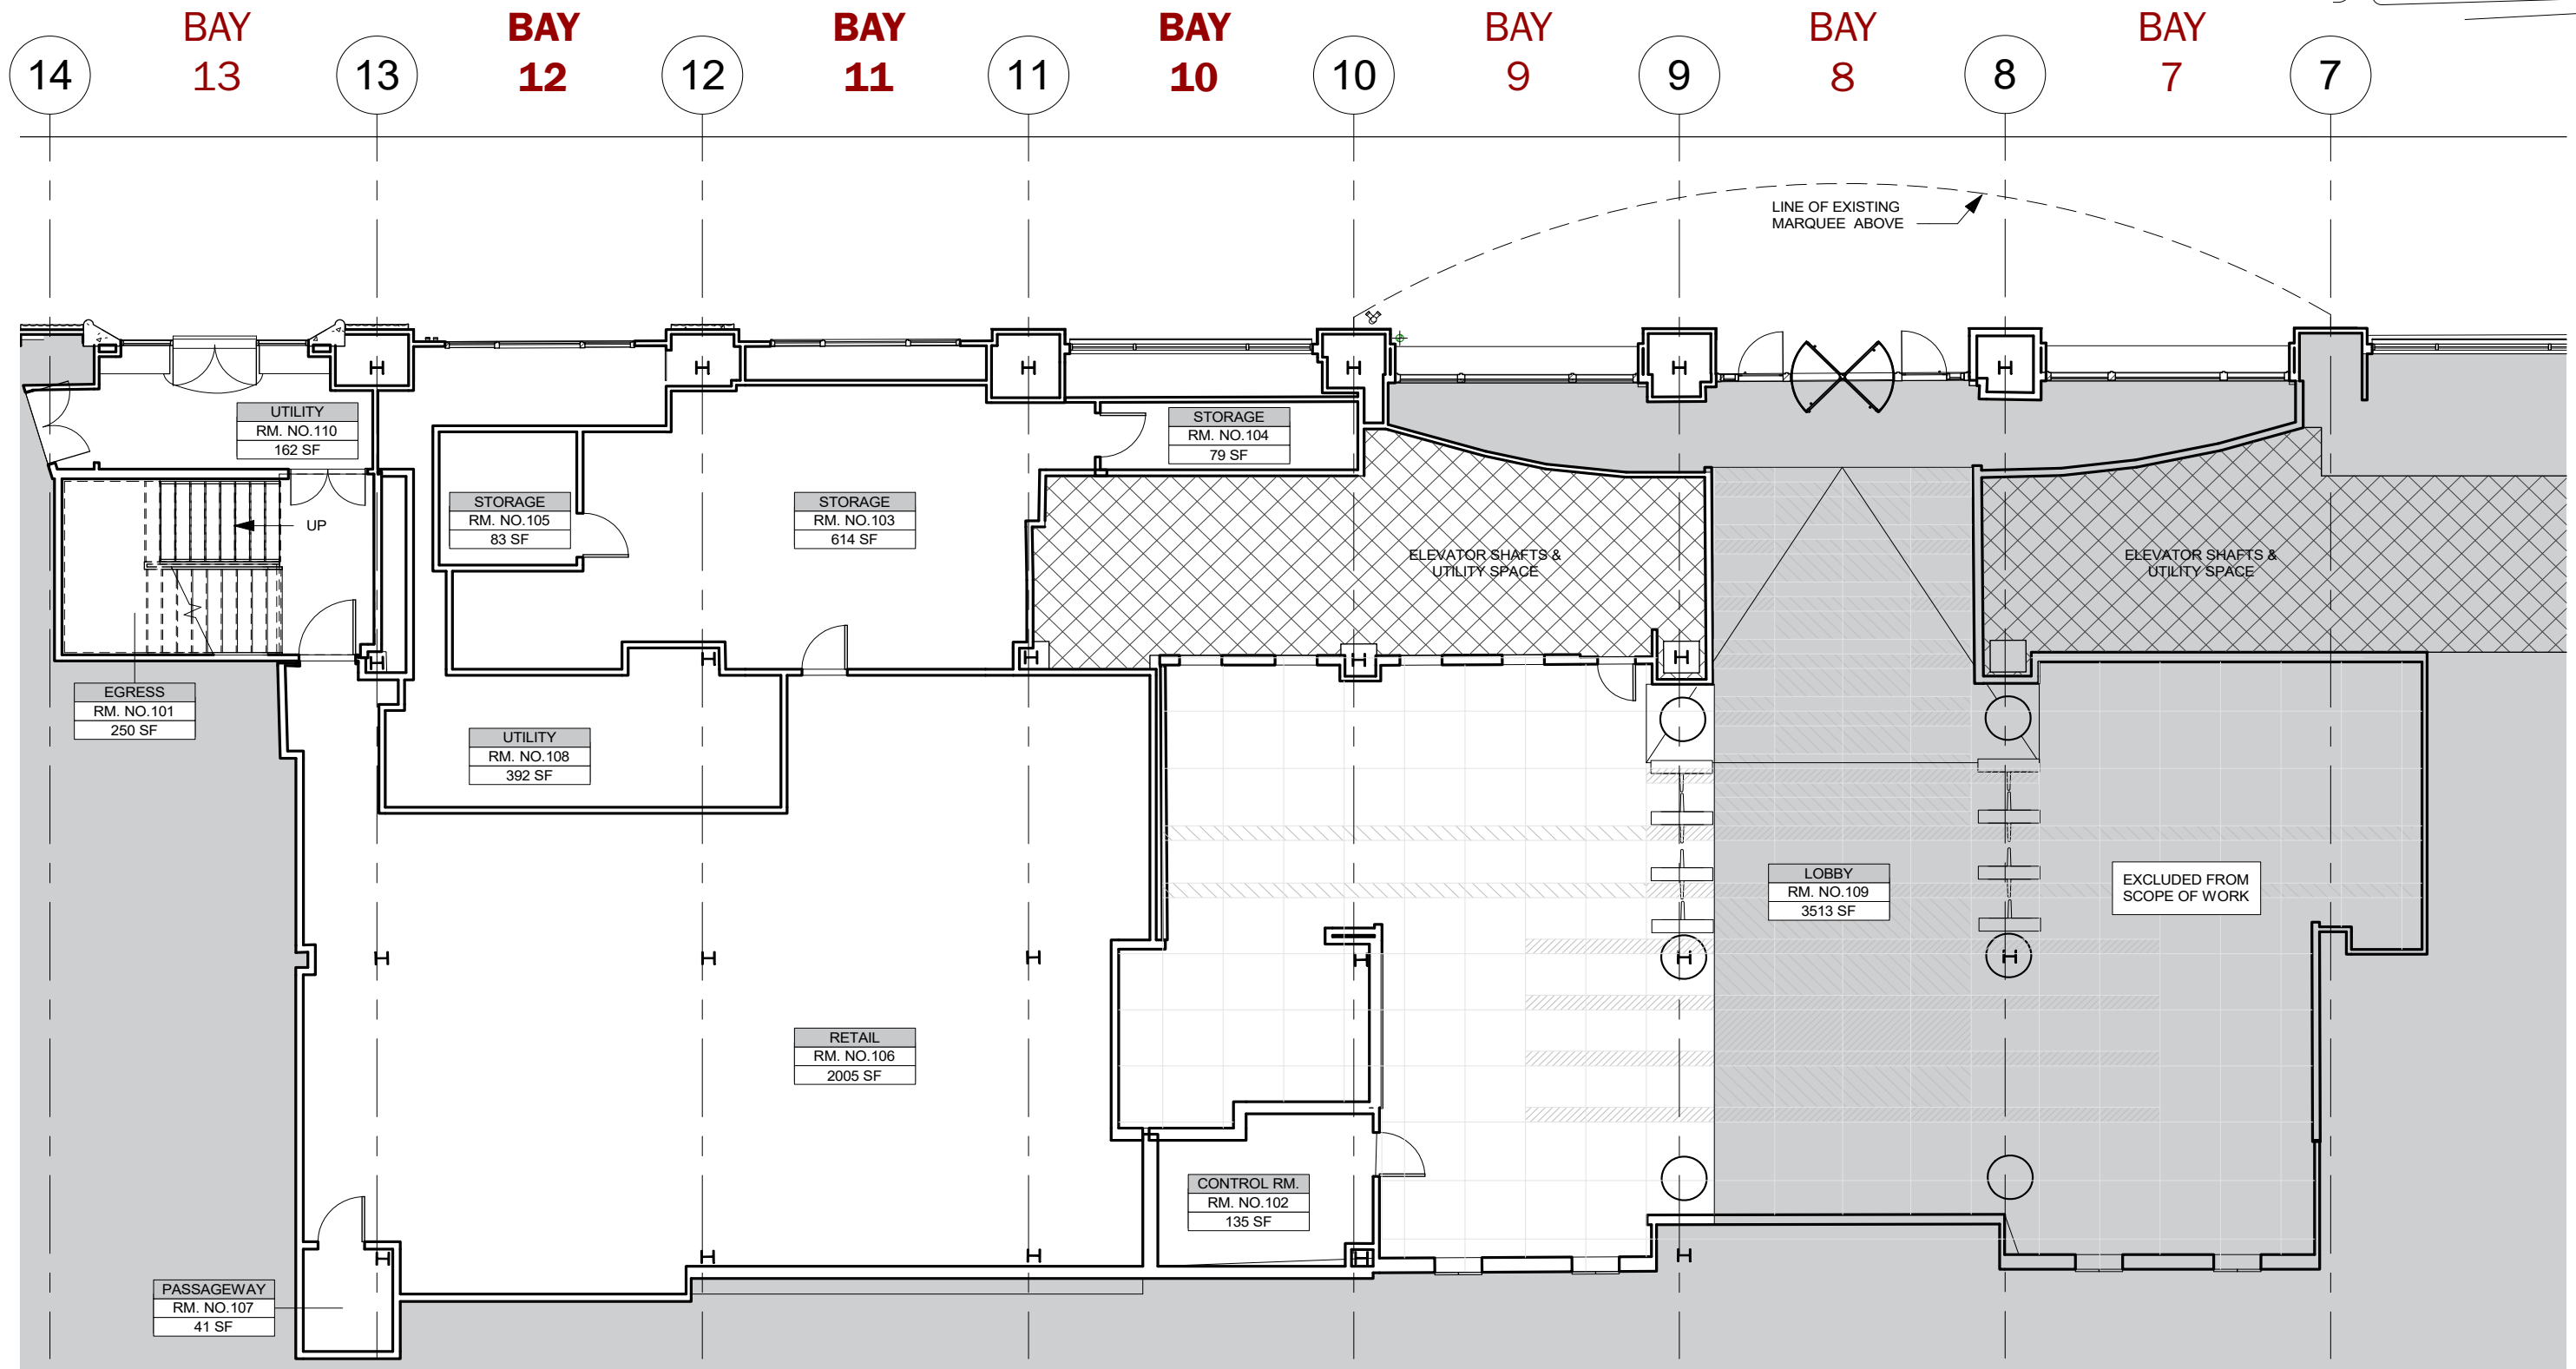 BAY
13
BAY
12
BAY
11
BAY
10
BAY
9
BAY
8
BAY
7
14
13
12
11
10
9
8
7
LINE OF EXISTING
MARQUEE ABOVE
UTILITY
RM. NO.110
162 SF
STORAGE
RM. NO.104
79 SF
STORAGE
RM. NO.105
83 SF
STORAGE
RM. NO.103
614 SF
UP
ELEVATOR SHAFTS &
UTILITY SPACE
ELEVATOR SHAFTS &
UTILITY SPACE
EGRESS
RM. NO.101
250 SF
UTILITY
RM. NO.108
392 SF
LOBBY
RM. NO.109
3513 SF
EXCLUDED FROM
SCOPE OF WORK
RETAIL
RM. NO.106
2005 SF
CONTROL RM.
RM. NO.102
135 SF
PASSAGEWAY
RM. NO.107
41 SF